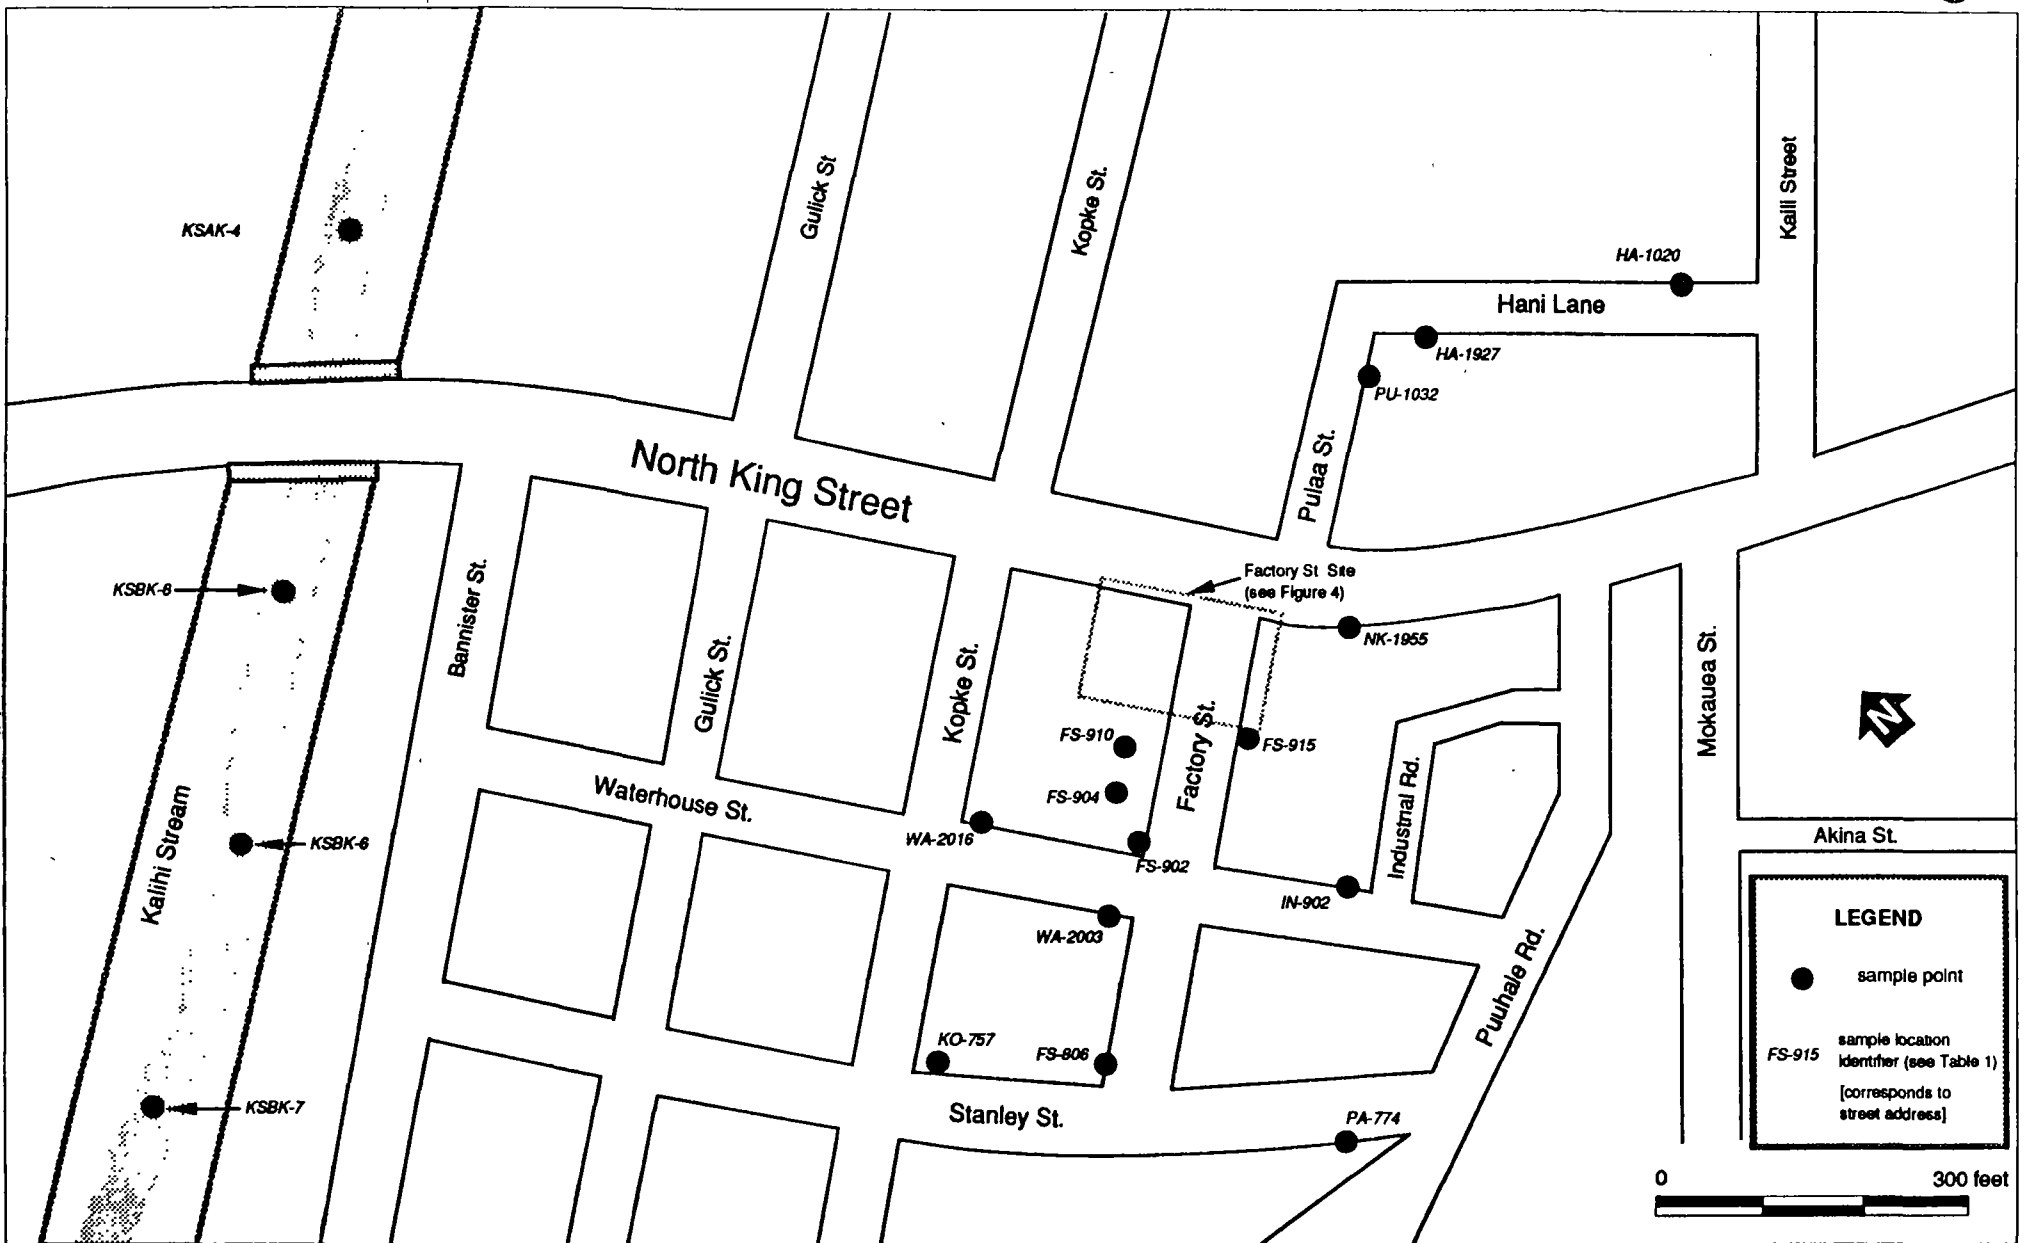 Gulick St
Kopke St.
Kalli Street
KSAK-4
HA-1020
Hani Lane
HA-1927
PU-1032
Pulaa St.
North King Street
Factory St Site
(see Figure 4)
KSBK-8
Bannister St.
NK-1955
Gulick St.
Kopke St.
Factory St.
Mokauea St.
N
FS-910
FS-915
Waterhouse St.
FS-904
Industrial Rd.
Kalihi Stream
WA-2016
KSBK-6
FS-902
Akina St.
IN-902
LEGEND
WA-2003
sample point
Puuhale Rd.
KO-757
FS-806
FS-915
sample location
identifier (see Table 1)
[corresponds to
street address]
KSBK-7
Stanley St.
PA-774
0
300 feet